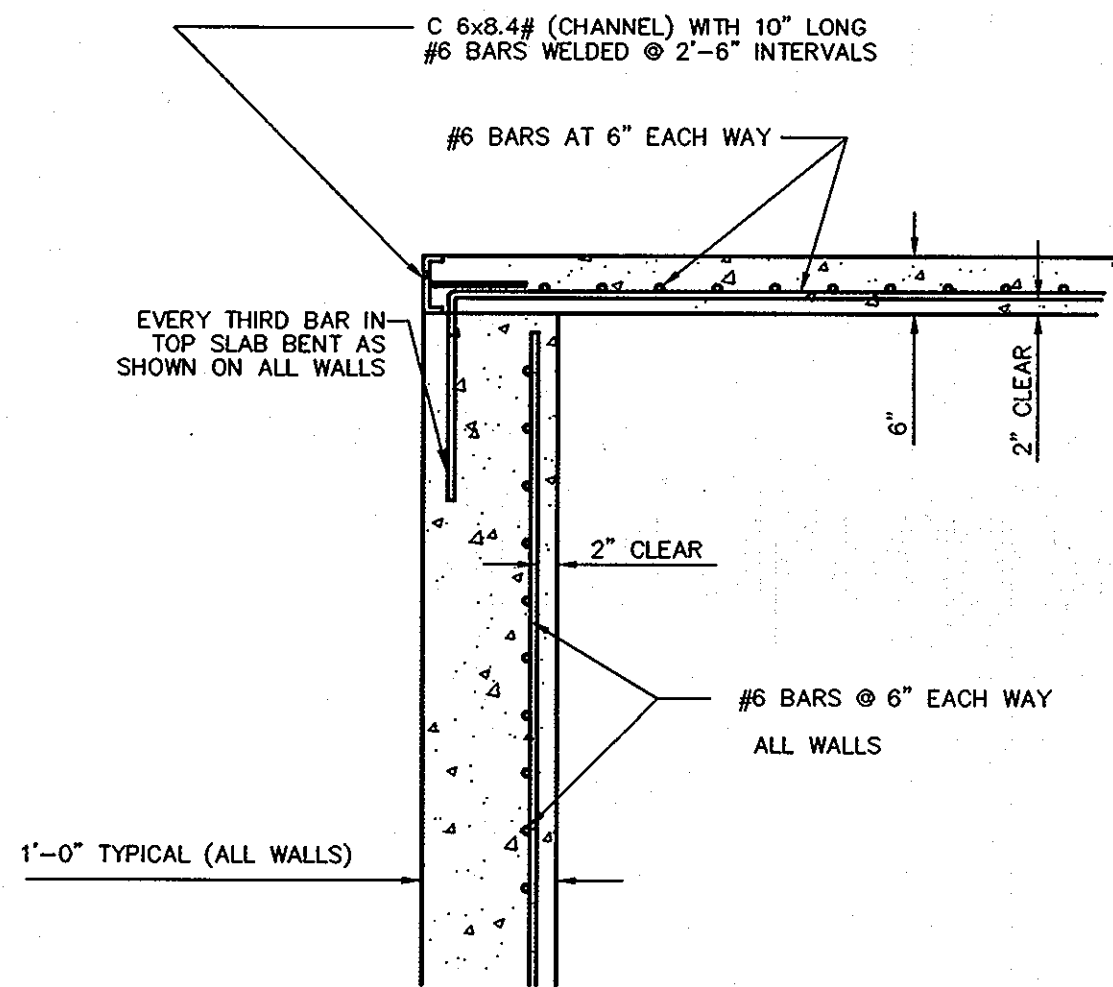 C 6x8.4# (CHANNEL) WITH 10" LONG
#6 BARS WELDED @ 2'-6" INTERVALS
#6 BARS AT 6" EACH WAY
EVERY THIRD BAR IN
TOP SLAB BENT AS
SHOWN ON ALL WALLS
6"
2" CLEAR
2" CLEAR
#6 BARS @ 6" EACH WAY
ALL WALLS
1'-0" TYPICAL (ALL WALLS)